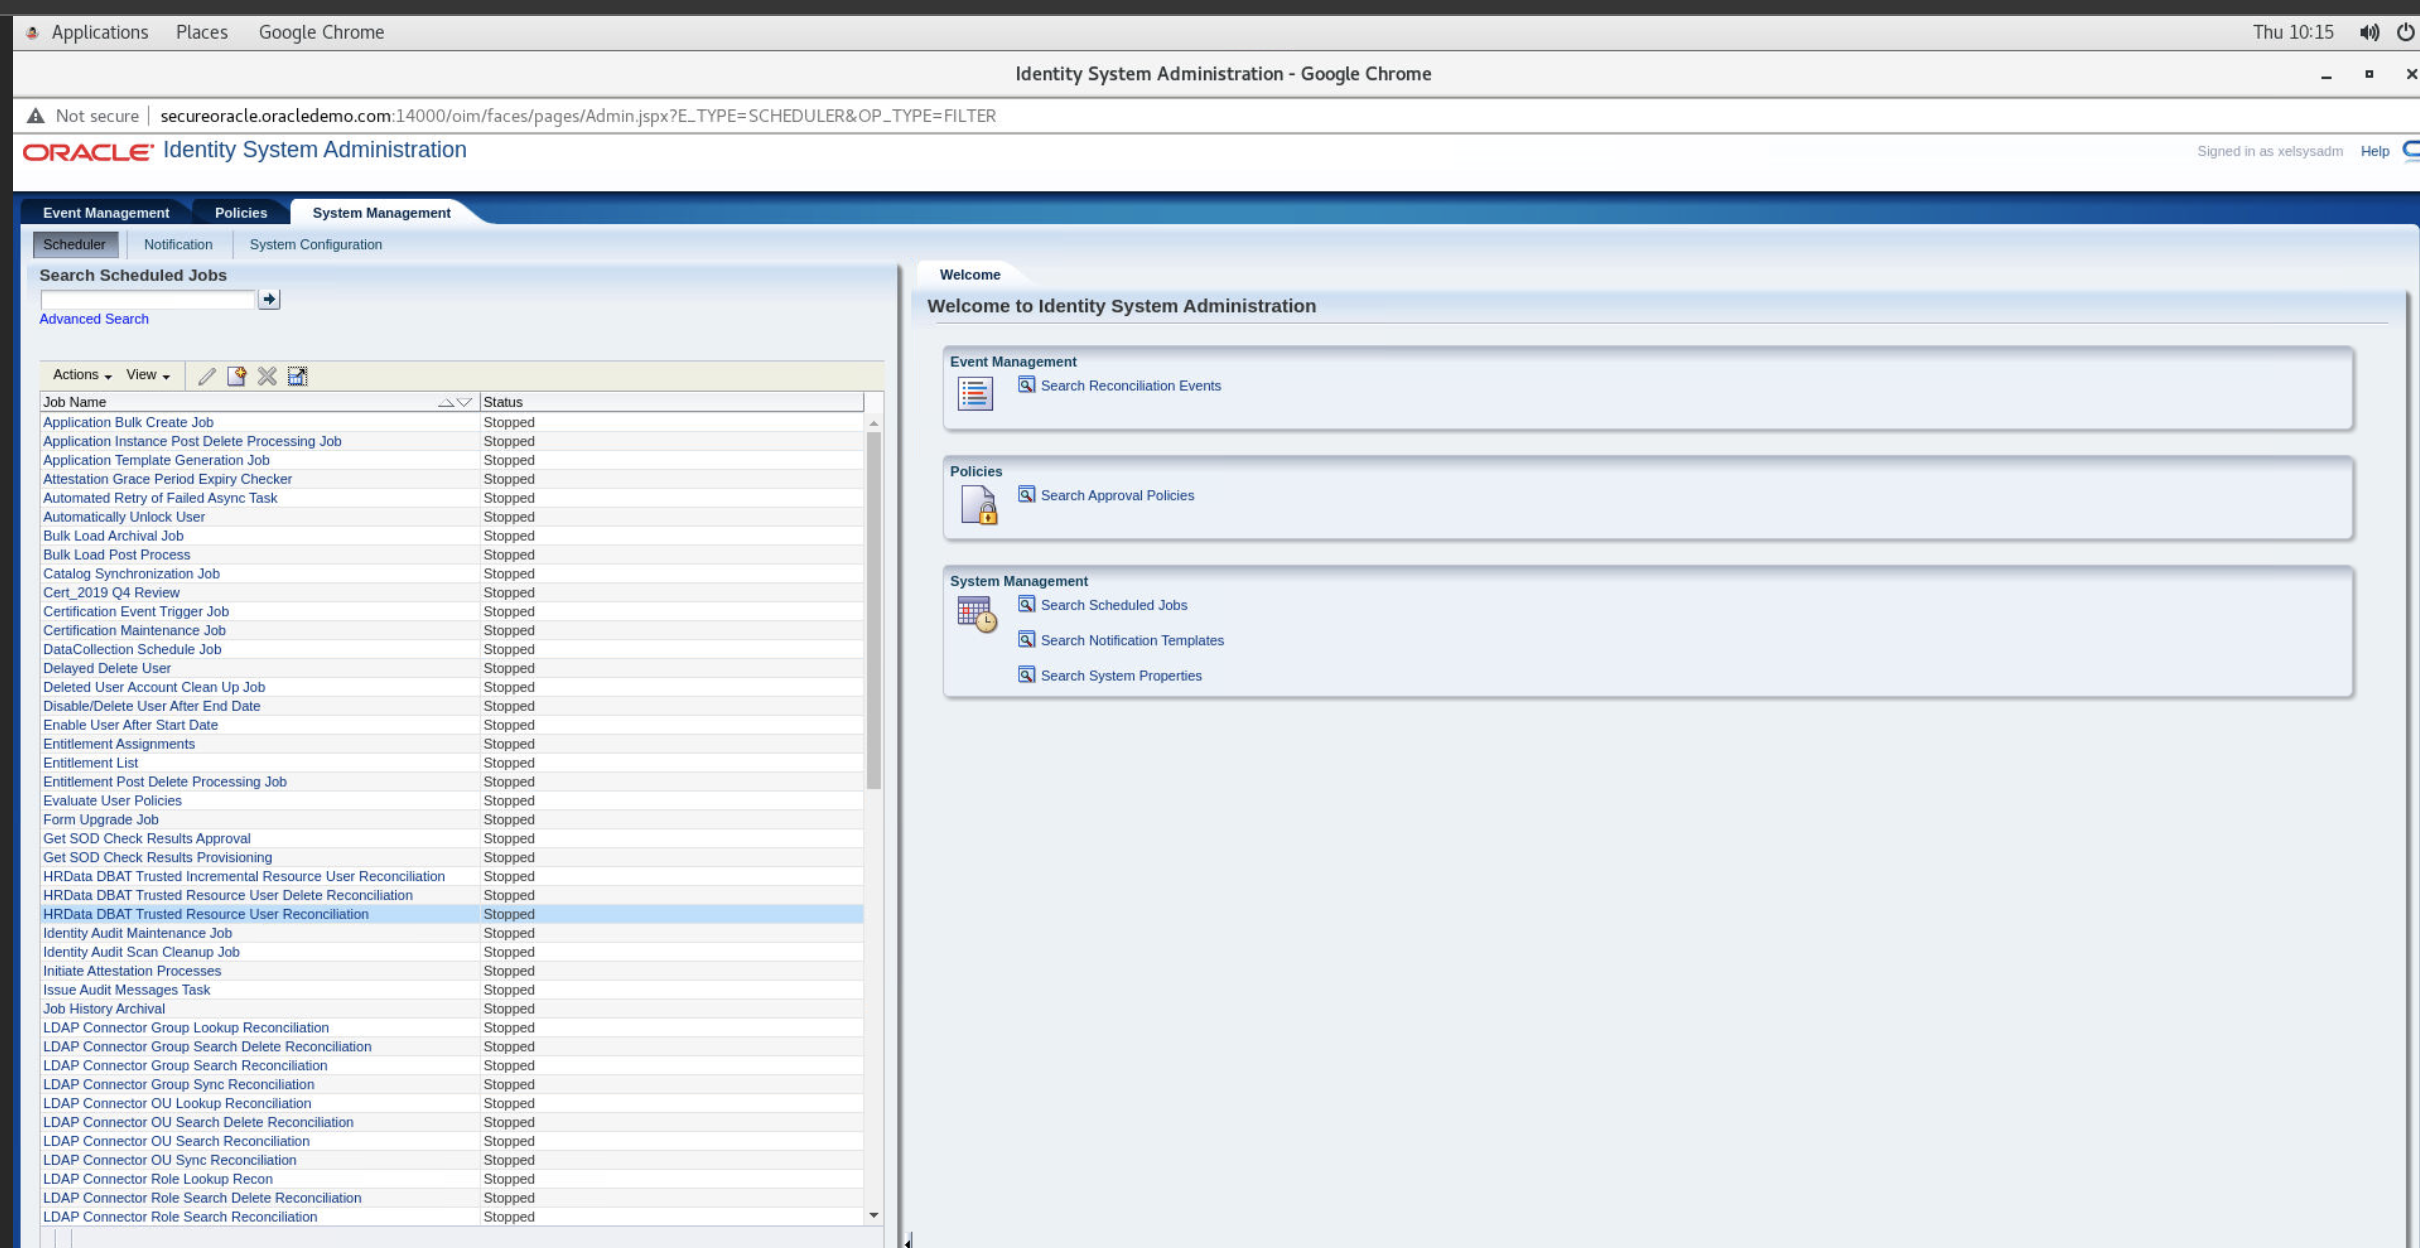 Applications Places Google Chrome Thu 10:15
Identity System Administration - Google Chrome
Not secure secureoracle.oracledemo.com:14000/oim/faces/pages/Admin.jspx?E_TYPE=SCHEDULER&OP_TYPE=FILTER
ORACLE Identity System Administration Signed in as xelsysadm Help
Event Management Policies System Management
Scheduler Notification System Configuration
Search Scheduled Jobs
Advanced Search
Actions View
Job Name Status
Application Bulk Create Job Stopped
Application Instance Post Delete Processing Job Stopped
Application Template Generation Job Stopped
Attestation Grace Period Expiry Checker Stopped
Automated Retry of Failed Async Task Stopped
Automatically Unlock User Stopped
Bulk Load Archival Job Stopped
Bulk Load Post Process Stopped
Catalog Synchronization Job Stopped
Cert_2019 Q4 Review Stopped
Certification Event Trigger Job Stopped
Certification Maintenance Job Stopped
DataCollection Schedule Job Stopped
Delayed Delete User Stopped
Deleted User Account Clean Up Job Stopped
Disable/Delete User After End Date Stopped
Enable User After Start Date Stopped
Entitlement Assignments Stopped
Entitlement List Stopped
Entitlement Post Delete Processing Job Stopped
Evaluate User Policies Stopped
Form Upgrade Job Stopped
Get SOD Check Results Approval Stopped
Get SOD Check Results Provisioning Stopped
HRData DBAT Trusted Incremental Resource User Reconciliation Stopped
HRData DBAT Trusted Resource User Delete Reconciliation Stopped
HRData DBAT Trusted Resource User Reconciliation Stopped
Identity Audit Maintenance Job Stopped
Identity Audit Scan Cleanup Job Stopped
Initiate Attestation Processes Stopped
Issue Audit Messages Task Stopped
Job History Archival Stopped
LDAP Connector Group Lookup Reconciliation Stopped
LDAP Connector Group Search Delete Reconciliation Stopped
LDAP Connector Group Search Reconciliation Stopped
LDAP Connector Group Sync Reconciliation Stopped
LDAP Connector OU Lookup Reconciliation Stopped
LDAP Connector OU Search Delete Reconciliation Stopped
LDAP Connector OU Search Reconciliation Stopped
LDAP Connector OU Sync Reconciliation Stopped
LDAP Connector Role Lookup Recon Stopped
LDAP Connector Role Search Delete Reconciliation Stopped
LDAP Connector Role Search Reconciliation Stopped
Welcome
Welcome to Identity System Administration
Event Management
Search Reconciliation Events
Policies
Search Approval Policies
System Management
Search Scheduled Jobs
Search Notification Templates
Search System Properties